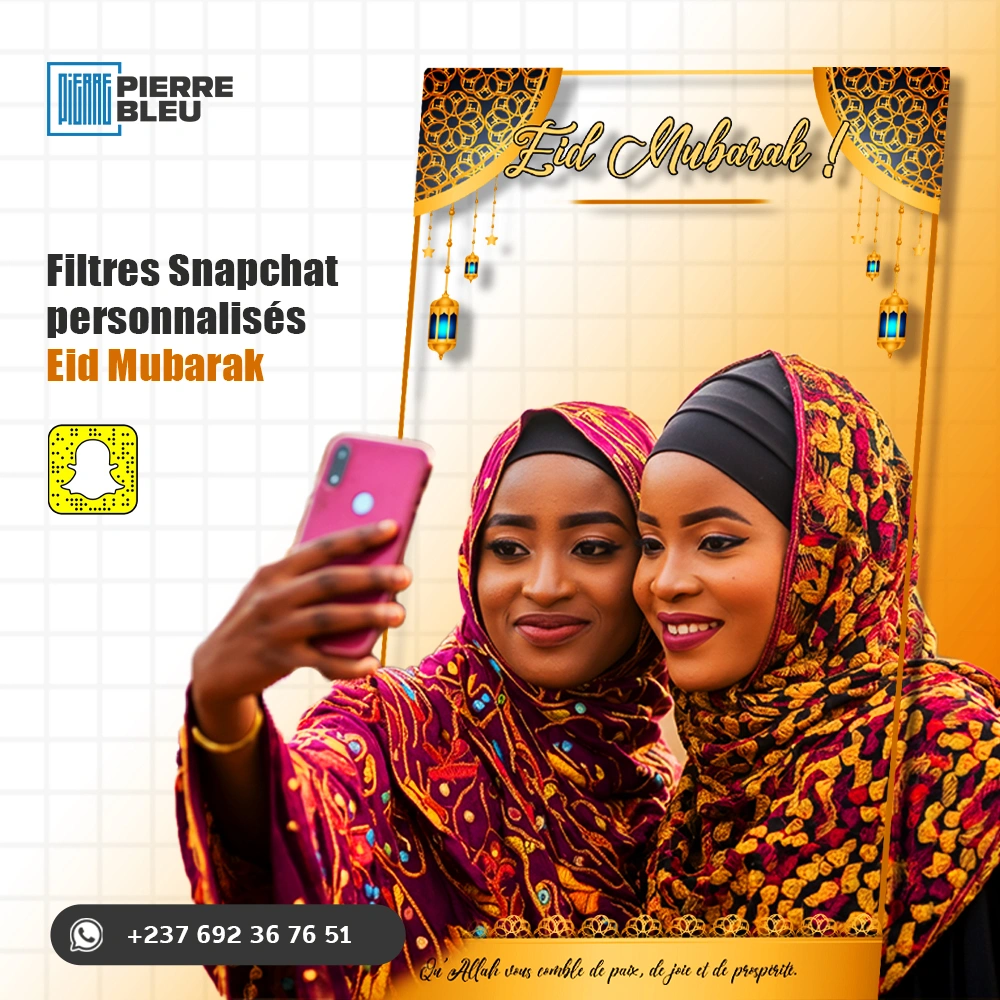 PIERRE
PIERRE
BLEU
Eid Mubarak !
Filtres Snapchat
personnalisés
Eid Mubarak
+237 692 36 76 51
Qu'Allah vous comble de paix, de joie et de prospérité.